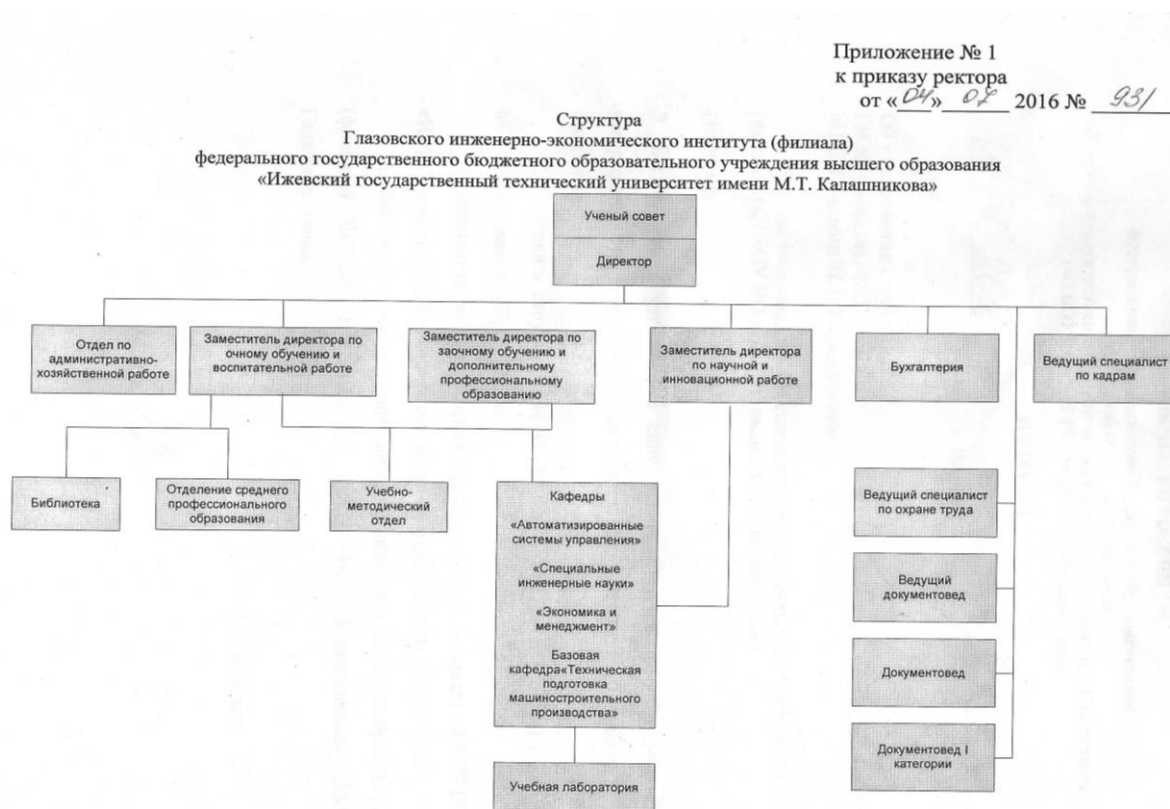 Приложение № 1
к приказу ректора
от «04» 07 2016 № 931
Структура
Глазовского инженерно-экономического института (филиала)
федерального государственного бюджетного образовательного учреждения высшего образования
«Ижевский государственный технический университет имени М.Т. Калашникова»
Ученый совет
Директор
Отдел по
административно-
хозяйственной работе
Заместитель директора по
очному обучению и
воспитательной работе
Заместитель директора по
заочному обучению и
дополнительному
профессиональному
образованию
Заместитель директора
по научной и
инновационной работе
Бухгалтерия
Ведущий специалист
по кадрам
Библиотека
Отделение среднего
профессионального
образования
Учебно-
методический
отдел
Кафедры
«Автоматизированные
системы управления»
«Специальные
инженерные науки»
«Экономика и
менеджмент»
Базовая
кафедра«Техническая
подготовка
машиностроительного
производства»
Учебная лаборатория
Ведущий специалист
по охране труда
Ведущий
документовед
Документовед
Документовед I
категории